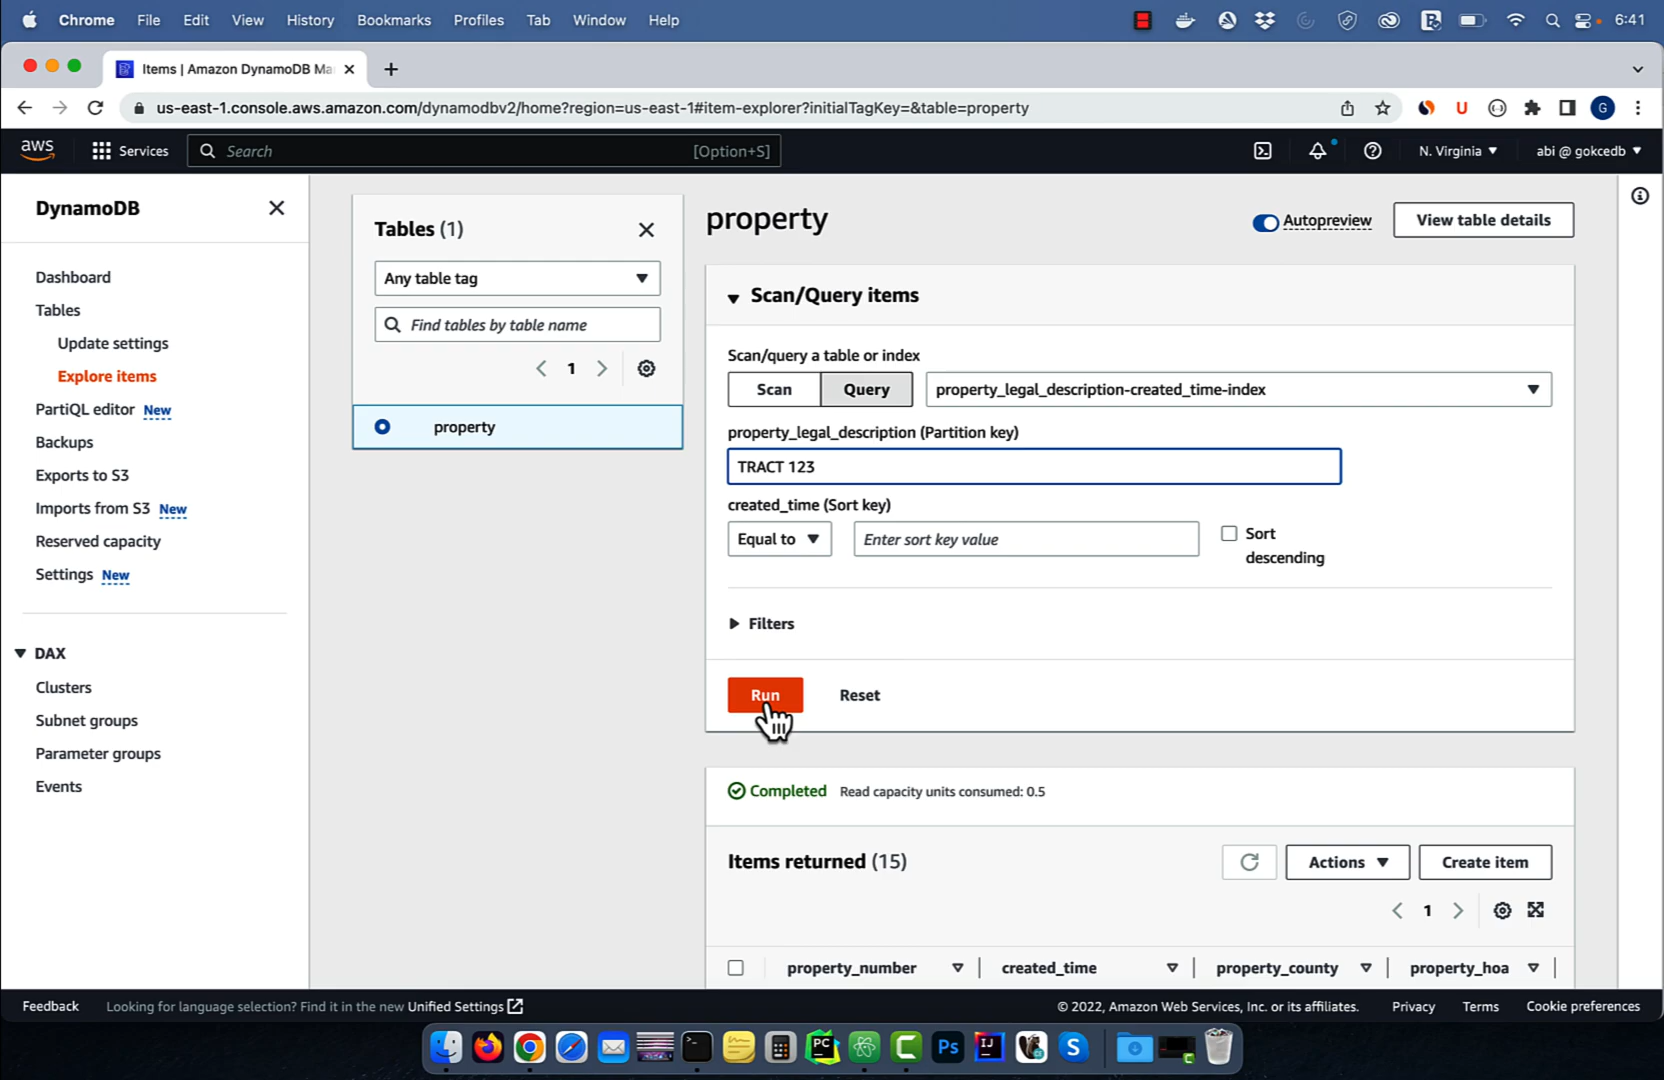 Chrome File Edit View History Bookmarks Profiles Tab Window Help 6:41
Items | Amazon DynamoDB Ma
us-east-1.console.aws.amazon.com/dynamodbv2/home?region=us-east-1#item-explorer?initialTagKey=&table=property
U G
aws Services Search [Option+S] N. Virginia abi @ gokcedb
DynamoDB
Dashboard
Tables
Update settings
Explore items
PartiQL editor New
Backups
Exports to S3
Imports from S3 New
Reserved capacity
Settings New
DAX
Clusters
Subnet groups
Parameter groups
Events
Tables (1)
Any table tag
Find tables by table name
1
property
property
Autopreview
View table details
Scan/Query items
Scan/query a table or index
Scan Query property_legal_description-created_time-index
property_legal_description (Partition key)
TRACT 123
created_time (Sort key)
Equal to Enter sort key value Sort
descending
Filters
Run Reset
Completed Read capacity units consumed: 0.5
Items returned (15)
Actions Create item
1
property_number created_time property_county property_hoa
Feedback Looking for language selection? Find it in the new Unified Settings © 2022, Amazon Web Services, Inc. or its affiliates. Privacy Terms Cookie preferences
PC Ps IJ S